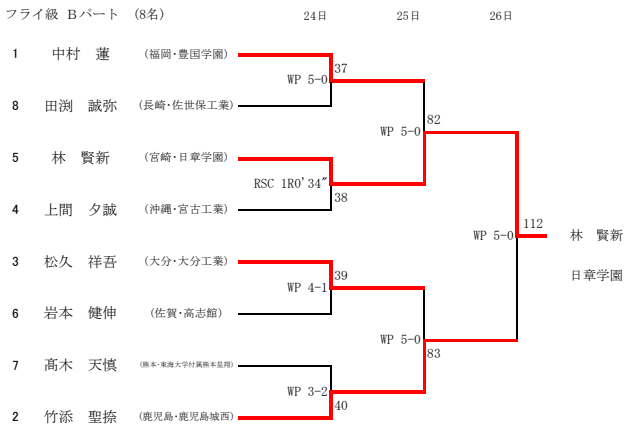 フライ級 Bパート (8名) 24日 25日 26日
1 中村 蓮 (福岡・豊国学園)
37
WP 5-0
8 田渕 誠弥 (長崎・佐世保工業)
82
WP 5-0
5 林 賢新 (宮崎・日章学園)
RSC 1R0'34"
38
4 上間 夕誠 (沖縄・宮古工業)
112
WP 5-0 林 賢新
3 松久 祥吾 (大分・大分工業)
日章学園
39
WP 4-1
6 岩本 健伸 (佐賀・高志館)
WP 5-0
83
7 髙木 天慎 (熊本・東海大学付属熊本星翔)
WP 3-2
40
2 竹添 聖捺 (鹿児島・鹿児島城西)